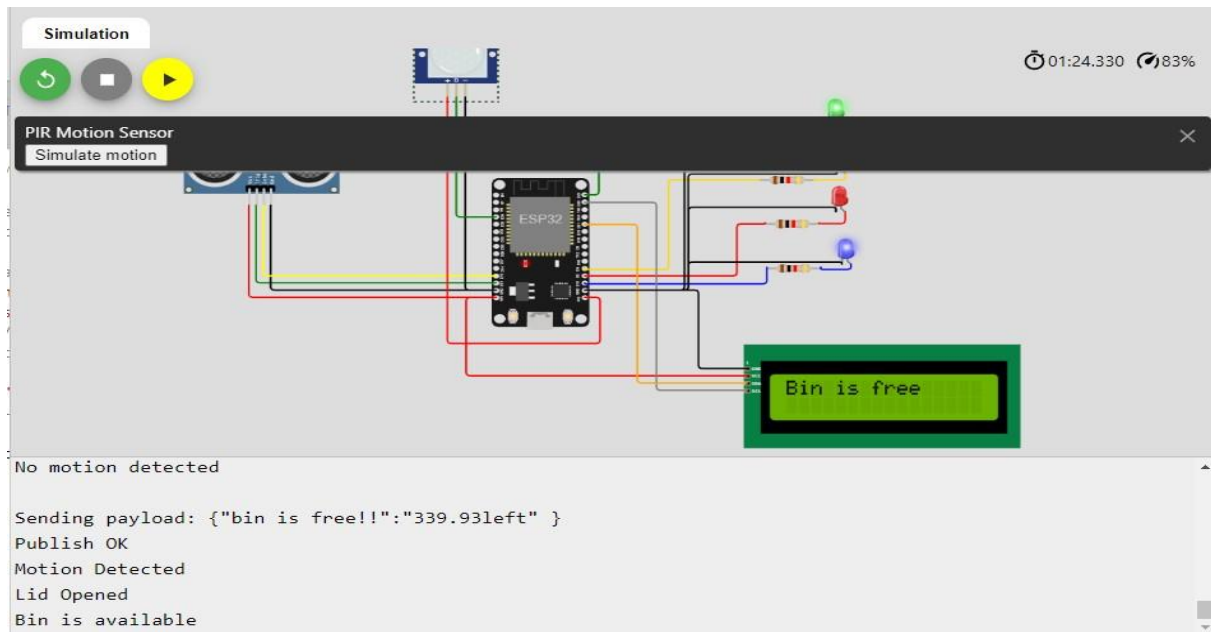 Simulation
01:24.330 83%
PIR Motion Sensor
Simulate motion
ESP32
Bin is free
No motion detected
Sending payload: {"bin is free!!":"339.93left" }
Publish OK
Motion Detected
Lid Opened
Bin is available